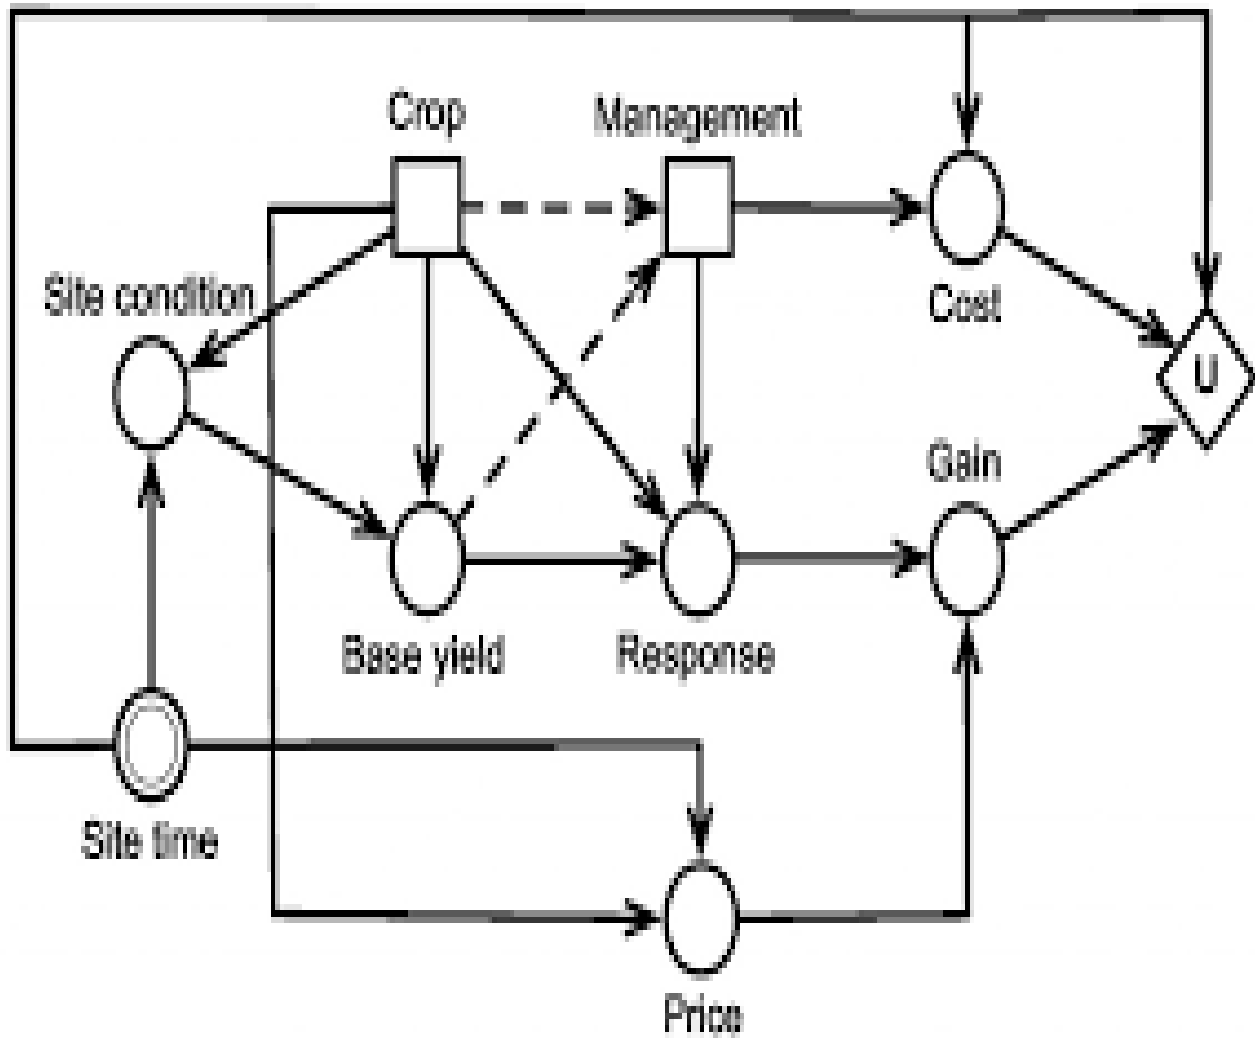 Crop
Management
Site condition
Cost
U
Gain
Base yield
Response
Site time
Price